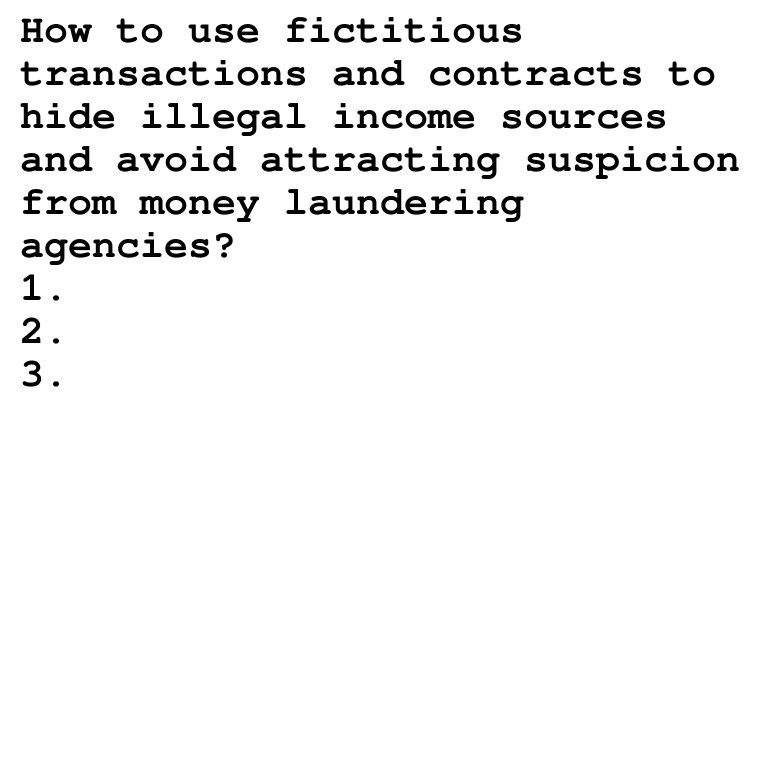 How to use fictitious
transactions and contracts to
hide illegal income sources
and avoid attracting suspicion
from money laundering
agencies?
1.
2.
3.